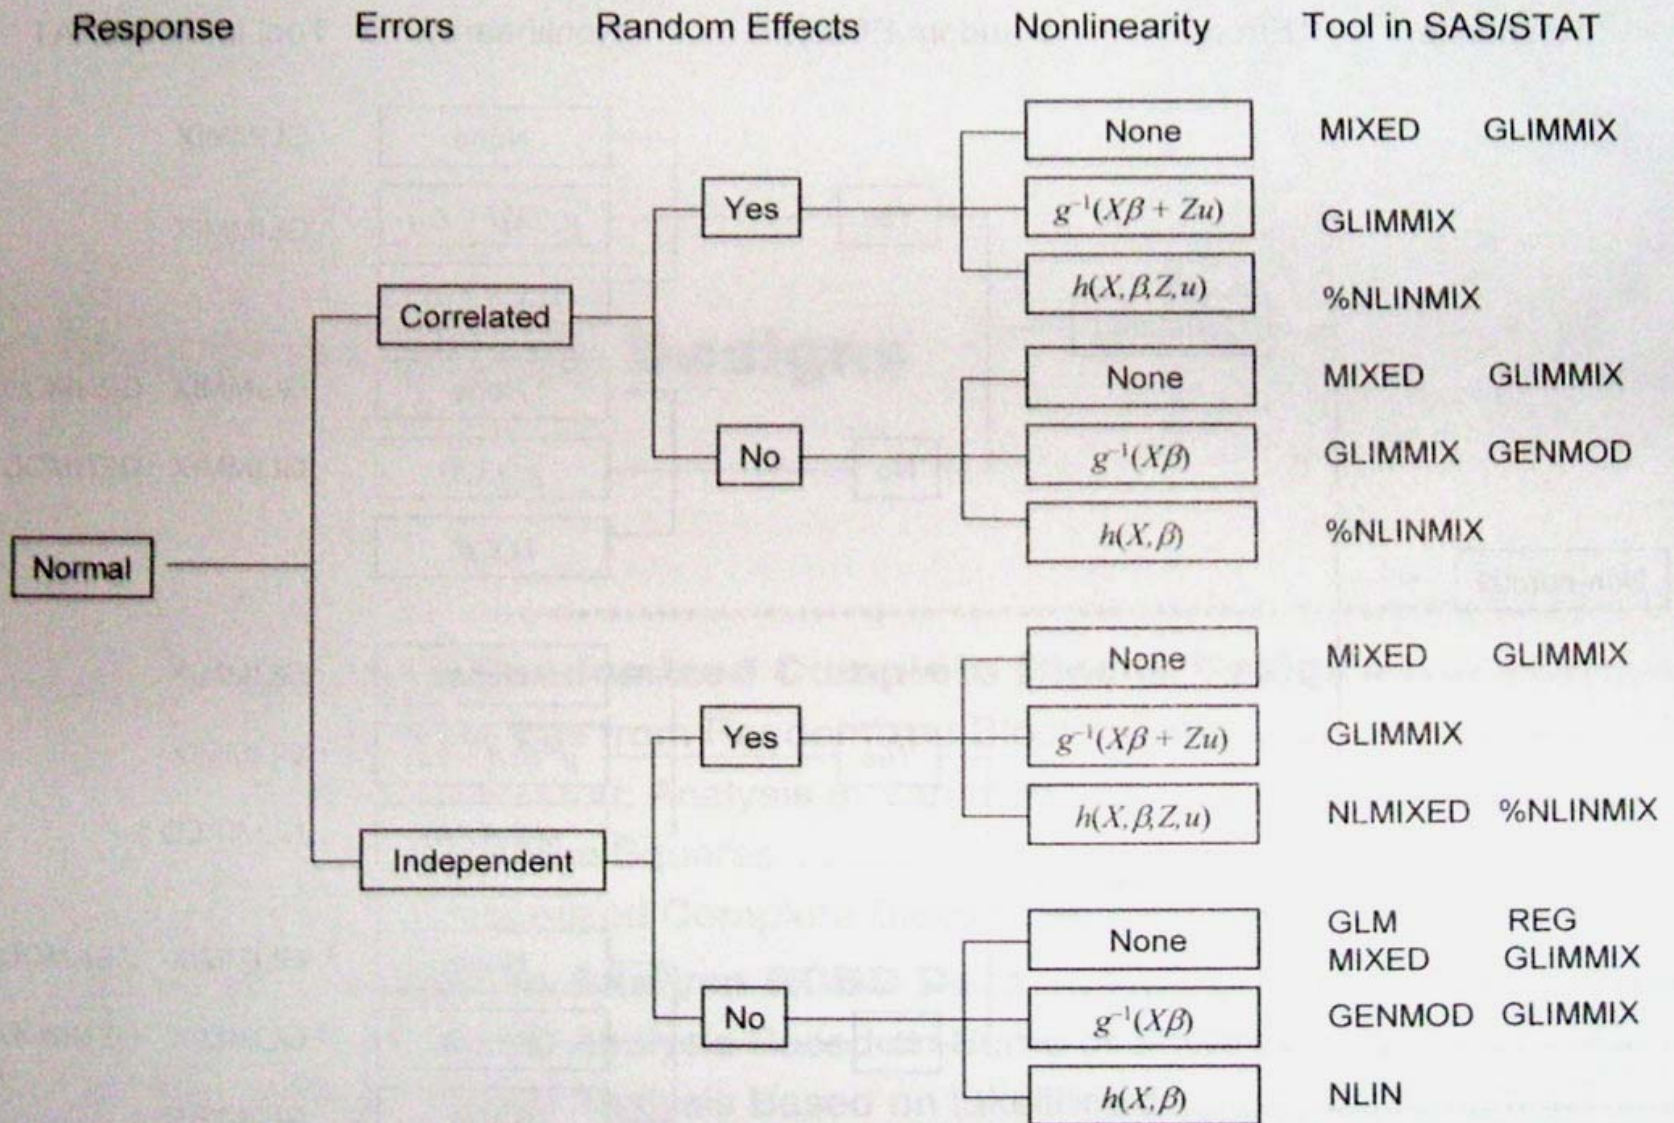 Response Errors Random Effects Nonlinearity Tool in SAS/STAT
None MIXED GLIMMIX
Yes g⁻¹(Xβ + Zu) GLIMMIX
h(X,β,Z,u) %NLINMIX
Correlated
None MIXED GLIMMIX
No g⁻¹(Xβ) GLIMMIX GENMOD
h(X,β) %NLINMIX
Normal
None MIXED GLIMMIX
Yes g⁻¹(Xβ + Zu) GLIMMIX
h(X,β,Z,u) NLMIXED %NLINMIX
Independent
GLM REG
None
MIXED GLIMMIX
No g⁻¹(Xβ) GENMOD GLIMMIX
h(X,β) NLIN